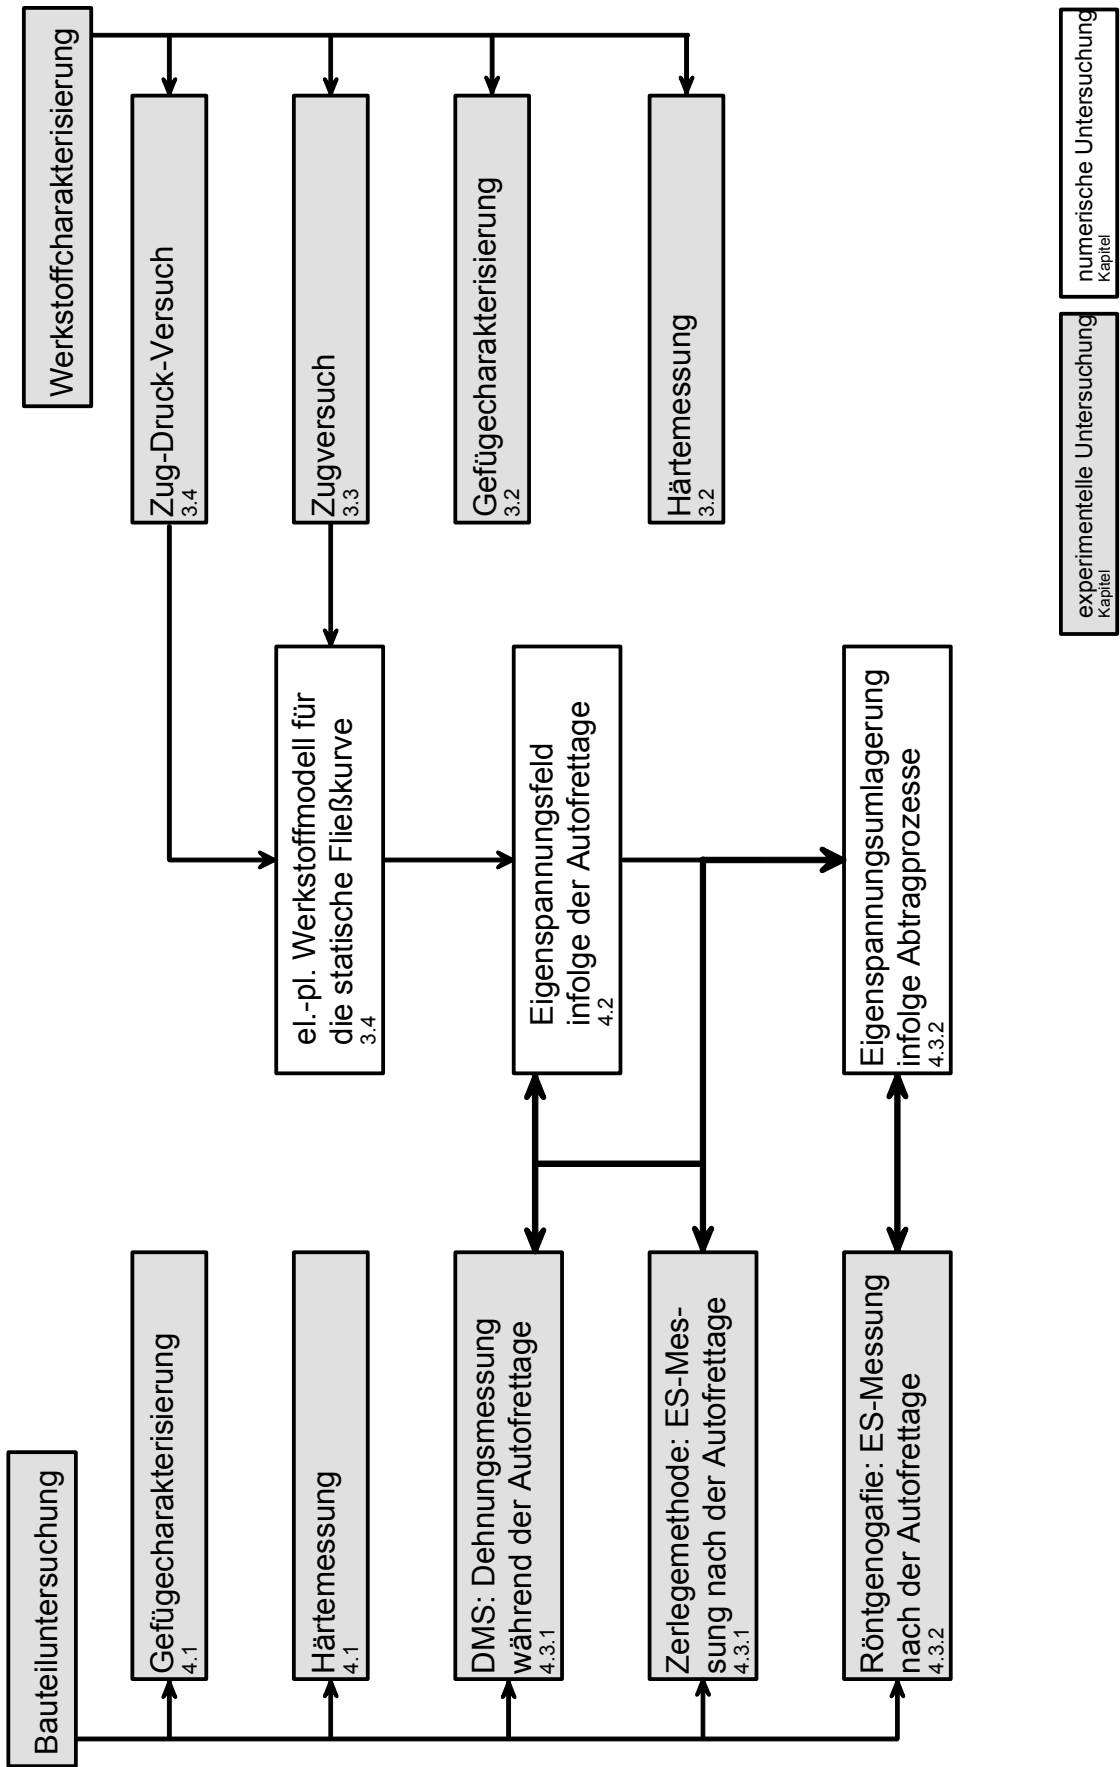 Bauteiluntersuchung
Gefügecharakterisierung
4.1
Härtemessung
4.1
DMS: Dehnungsmessung
während der Autofrettage
4.3.1
Zerlegemethode: ES-Mes-
sung nach der Autofrettage
4.3.1
Röntgenogafie: ES-Messung
nach der Autofrettage
4.3.2
el.-pl. Werkstoffmodell für
die statische Fließkurve
3.4
Eigenspannungsfeld
infolge der Autofrettage
4.2
Eigenspannungsumlagerung
infolge Abtragprozesse
4.3.2
Werkstoffcharakterisierung
Zug-Druck-Versuch
3.4
Zugversuch
3.3
Gefügecharakterisierung
3.2
Härtemessung
3.2
experimentelle Untersuchung
Kapitel
numerische Untersuchung
Kapitel